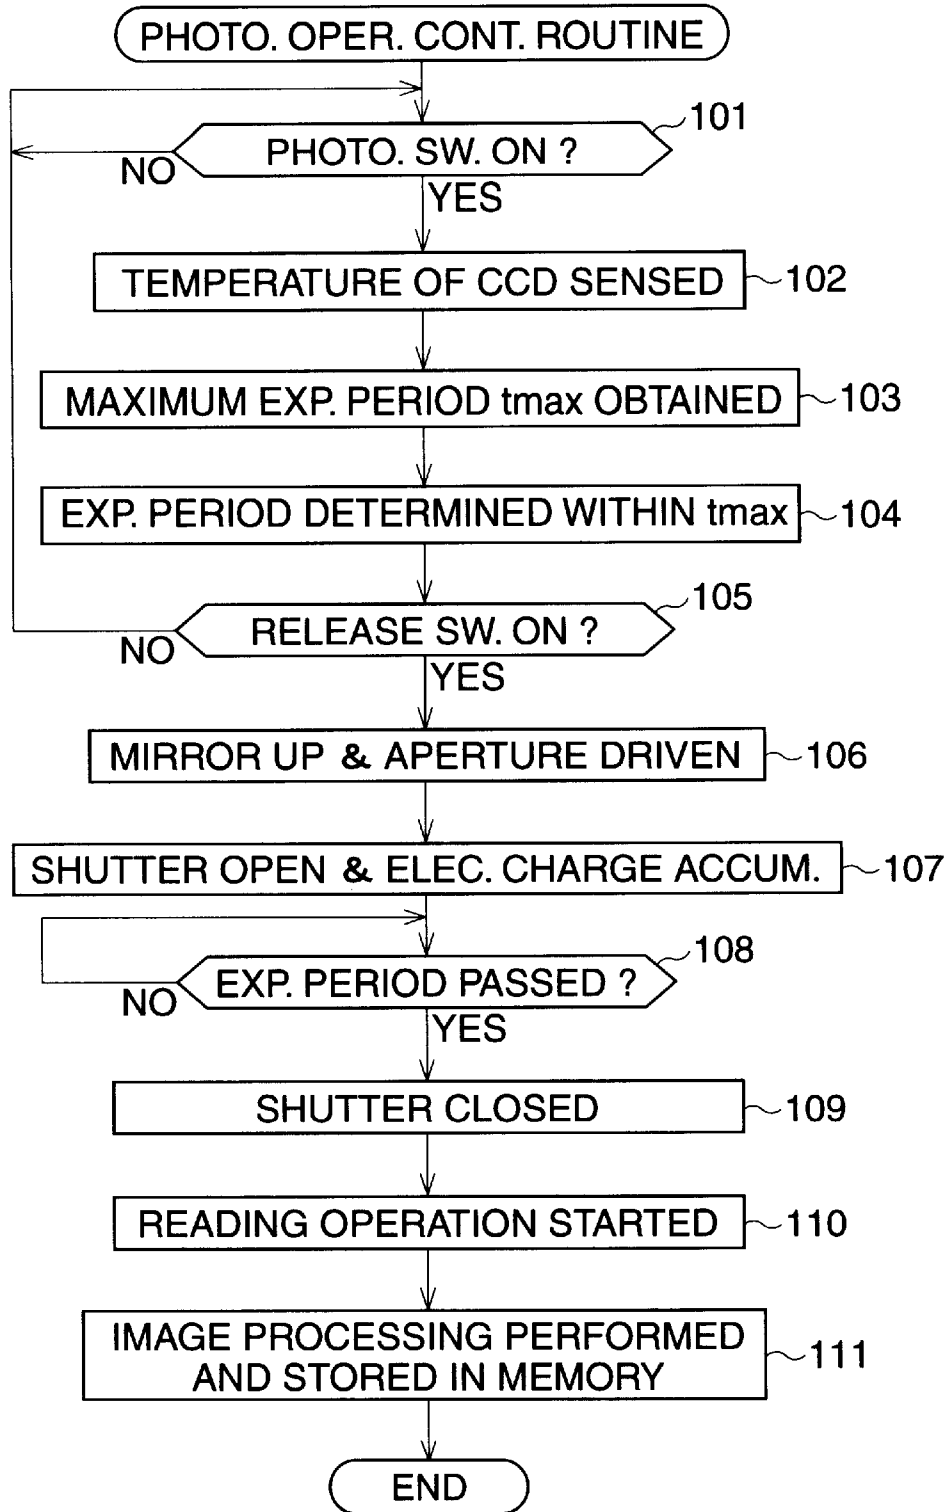 PHOTO. OPER. CONT. ROUTINE
101
PHOTO. SW. ON ?
NO
YES
TEMPERATURE OF CCD SENSED
102
MAXIMUM EXP. PERIOD tmax OBTAINED
103
EXP. PERIOD DETERMINED WITHIN tmax
104
105
RELEASE SW. ON ?
NO
YES
MIRROR UP & APERTURE DRIVEN
106
SHUTTER OPEN & ELEC. CHARGE ACCUM.
107
108
EXP. PERIOD PASSED ?
NO
YES
SHUTTER CLOSED
109
READING OPERATION STARTED
110
IMAGE PROCESSING PERFORMED
AND STORED IN MEMORY
111
END